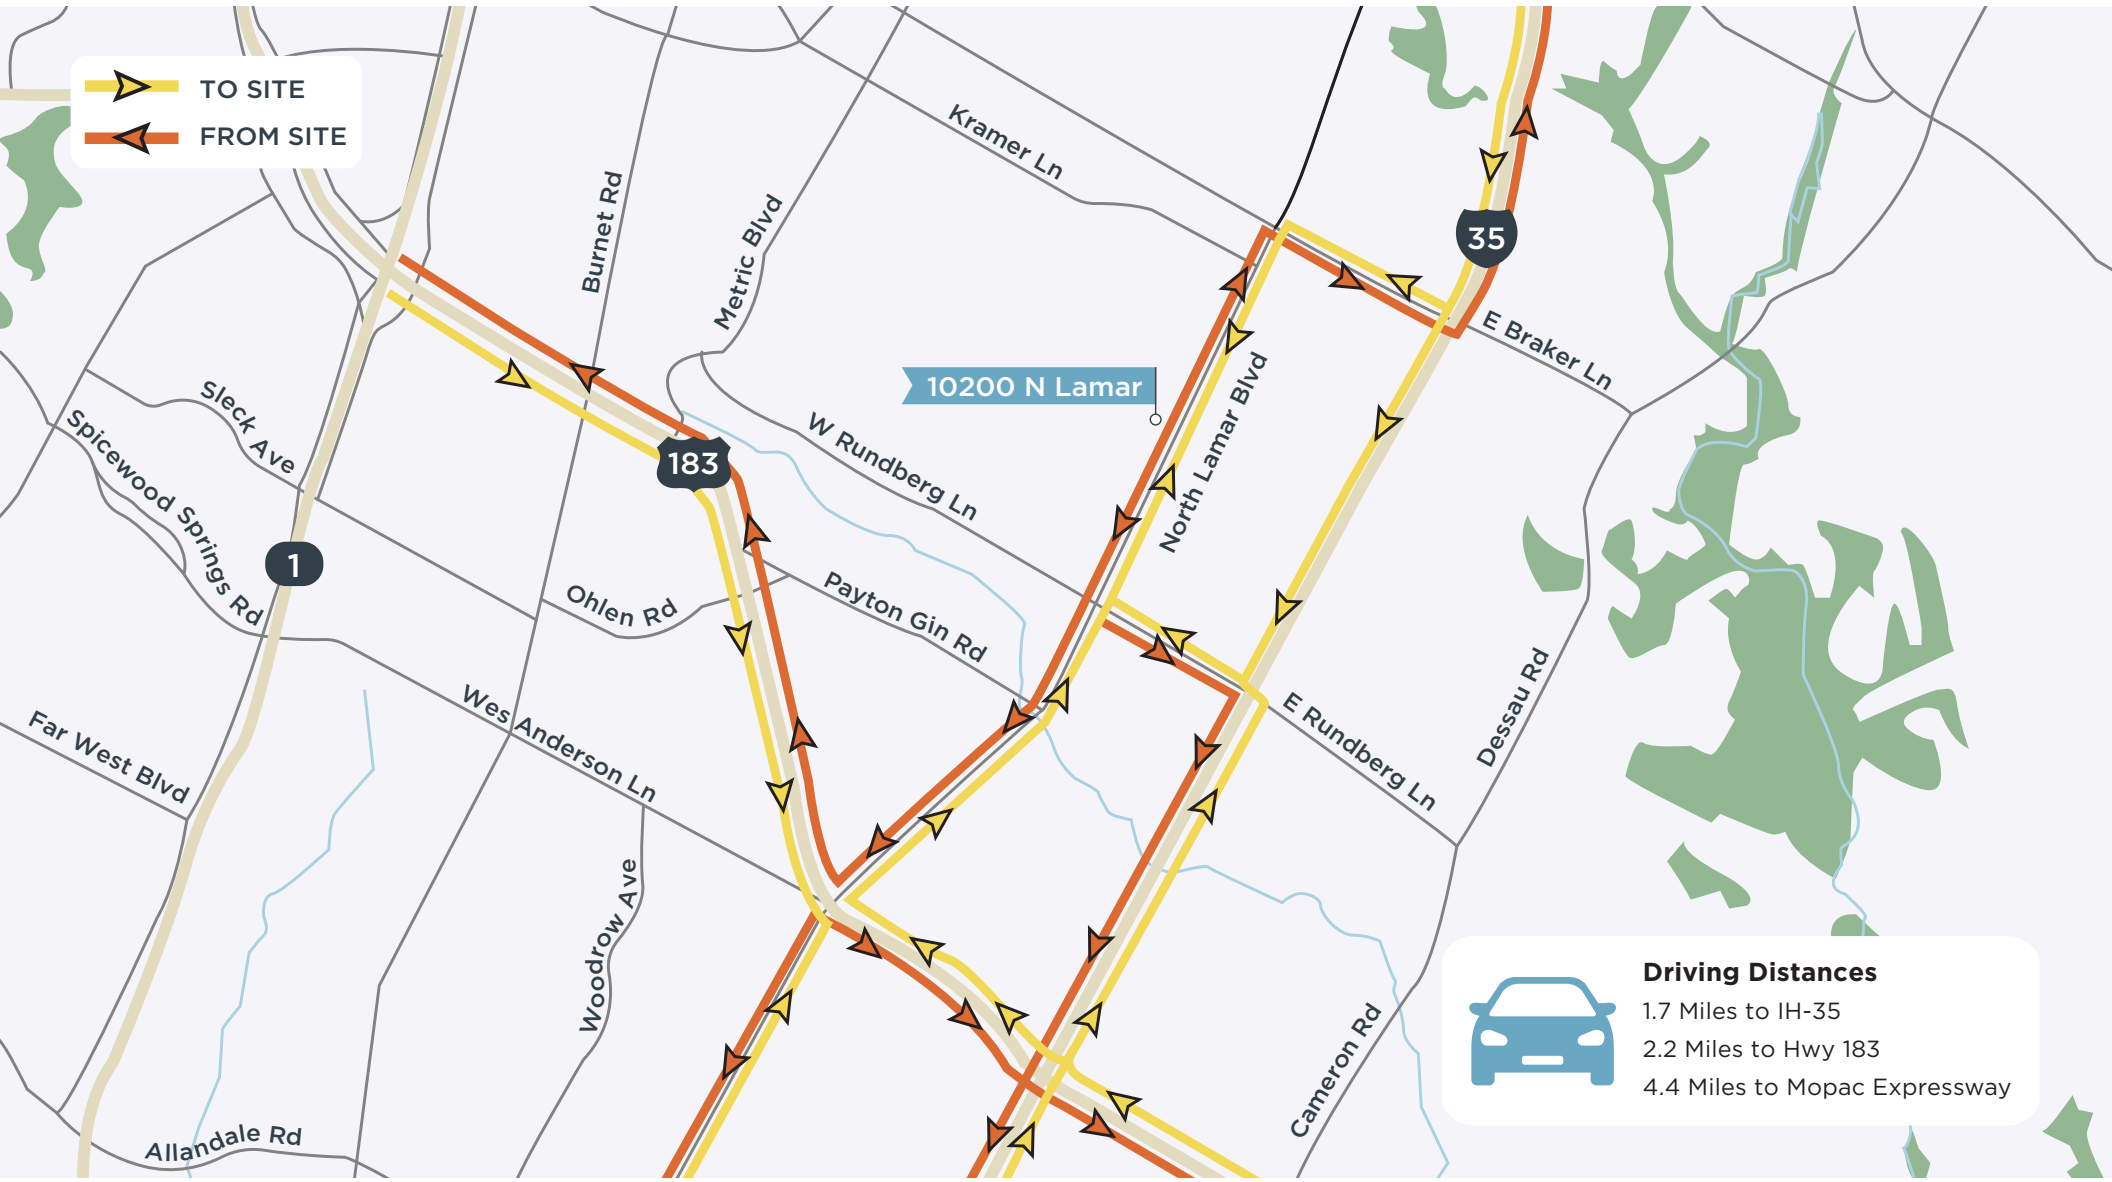 TO SITE
FROM SITE
Kramer Ln
Burnet Rd
Metric Blvd
35
E Braker Ln
10200 N Lamar
North Lamar Blvd
Sleck Ave
Spicewood Springs Rd
183
W Rundberg Ln
1
Ohlen Rd
Payton Gin Rd
Wes Anderson Ln
Far West Blvd
E Rundberg Ln
Dessau Rd
Woodrow Ave
Allandale Rd
Cameron Rd
Driving Distances
1.7 Miles to IH-35
2.2 Miles to Hwy 183
4.4 Miles to Mopac Expressway